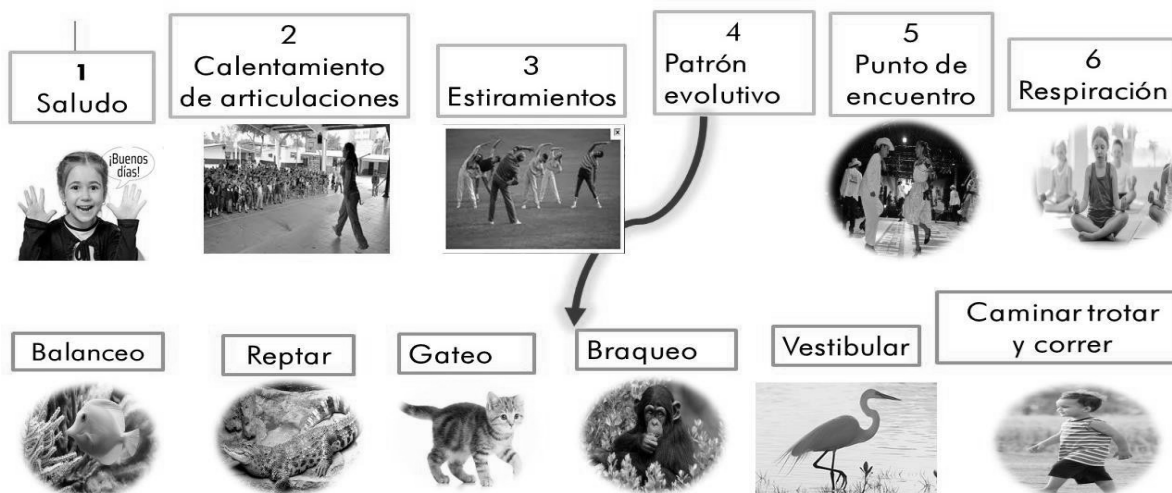 1
Saludo
2
Calentamiento
de articulaciones
3
Estiramientos
4
Patrón
evolutivo
5
Punto de
encuentro
6
Respiración
¡Buenos
días!
Balanceo
Reptar
Gateo
Braqueo
Vestibular
Caminar trotar
y correr